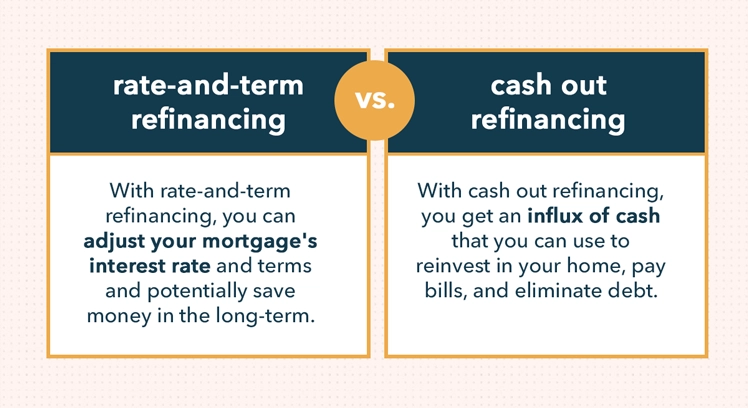 rate-and-term
refinancing
vs.
cash out
refinancing
With rate-and-term
refinancing, you can
adjust your mortgage's
interest rate and terms
and potentially save
money in the long-term.
With cash out refinancing,
you get an influx of cash
that you can use to
reinvest in your home, pay
bills, and eliminate debt.